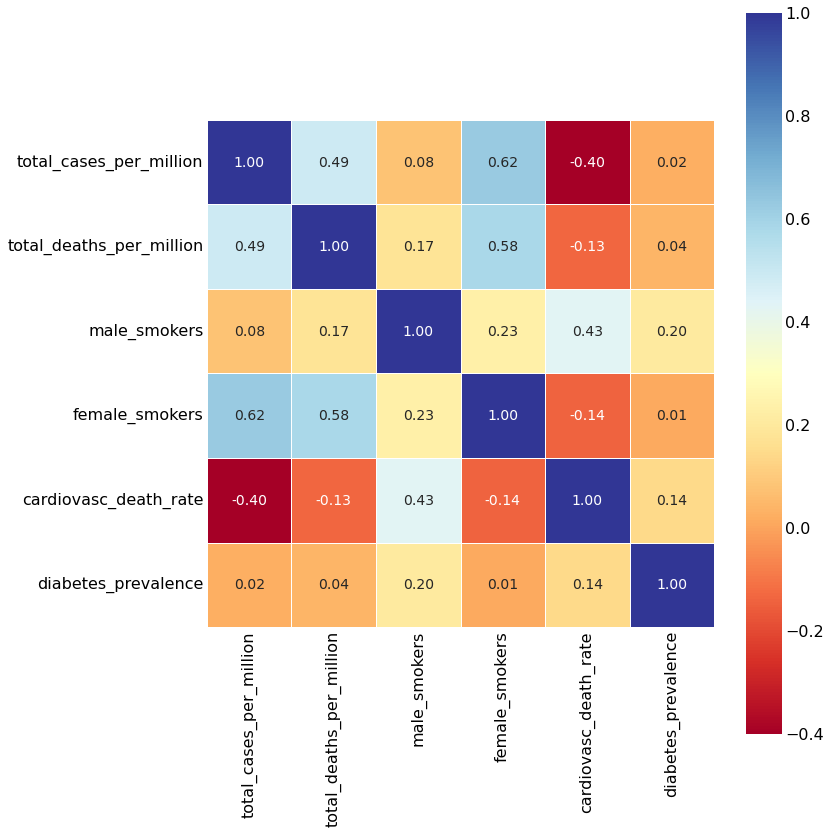 total_cases_per_million 1.00 0.49 0.08 0.62 -0.40 0.02
total_deaths_per_million 0.49 1.00 0.17 0.58 -0.13 0.04
male_smokers 0.08 0.17 1.00 0.23 0.43 0.20
female_smokers 0.62 0.58 0.23 1.00 -0.14 0.01
cardiovasc_death_rate -0.40 -0.13 0.43 -0.14 1.00 0.14
diabetes_prevalence 0.02 0.04 0.20 0.01 0.14 1.00
total_cases_per_million
total_deaths_per_million
male_smokers
female_smokers
cardiovasc_death_rate
diabetes_prevalence
1.0
0.8
0.6
0.4
0.2
0.0
−0.2
−0.4